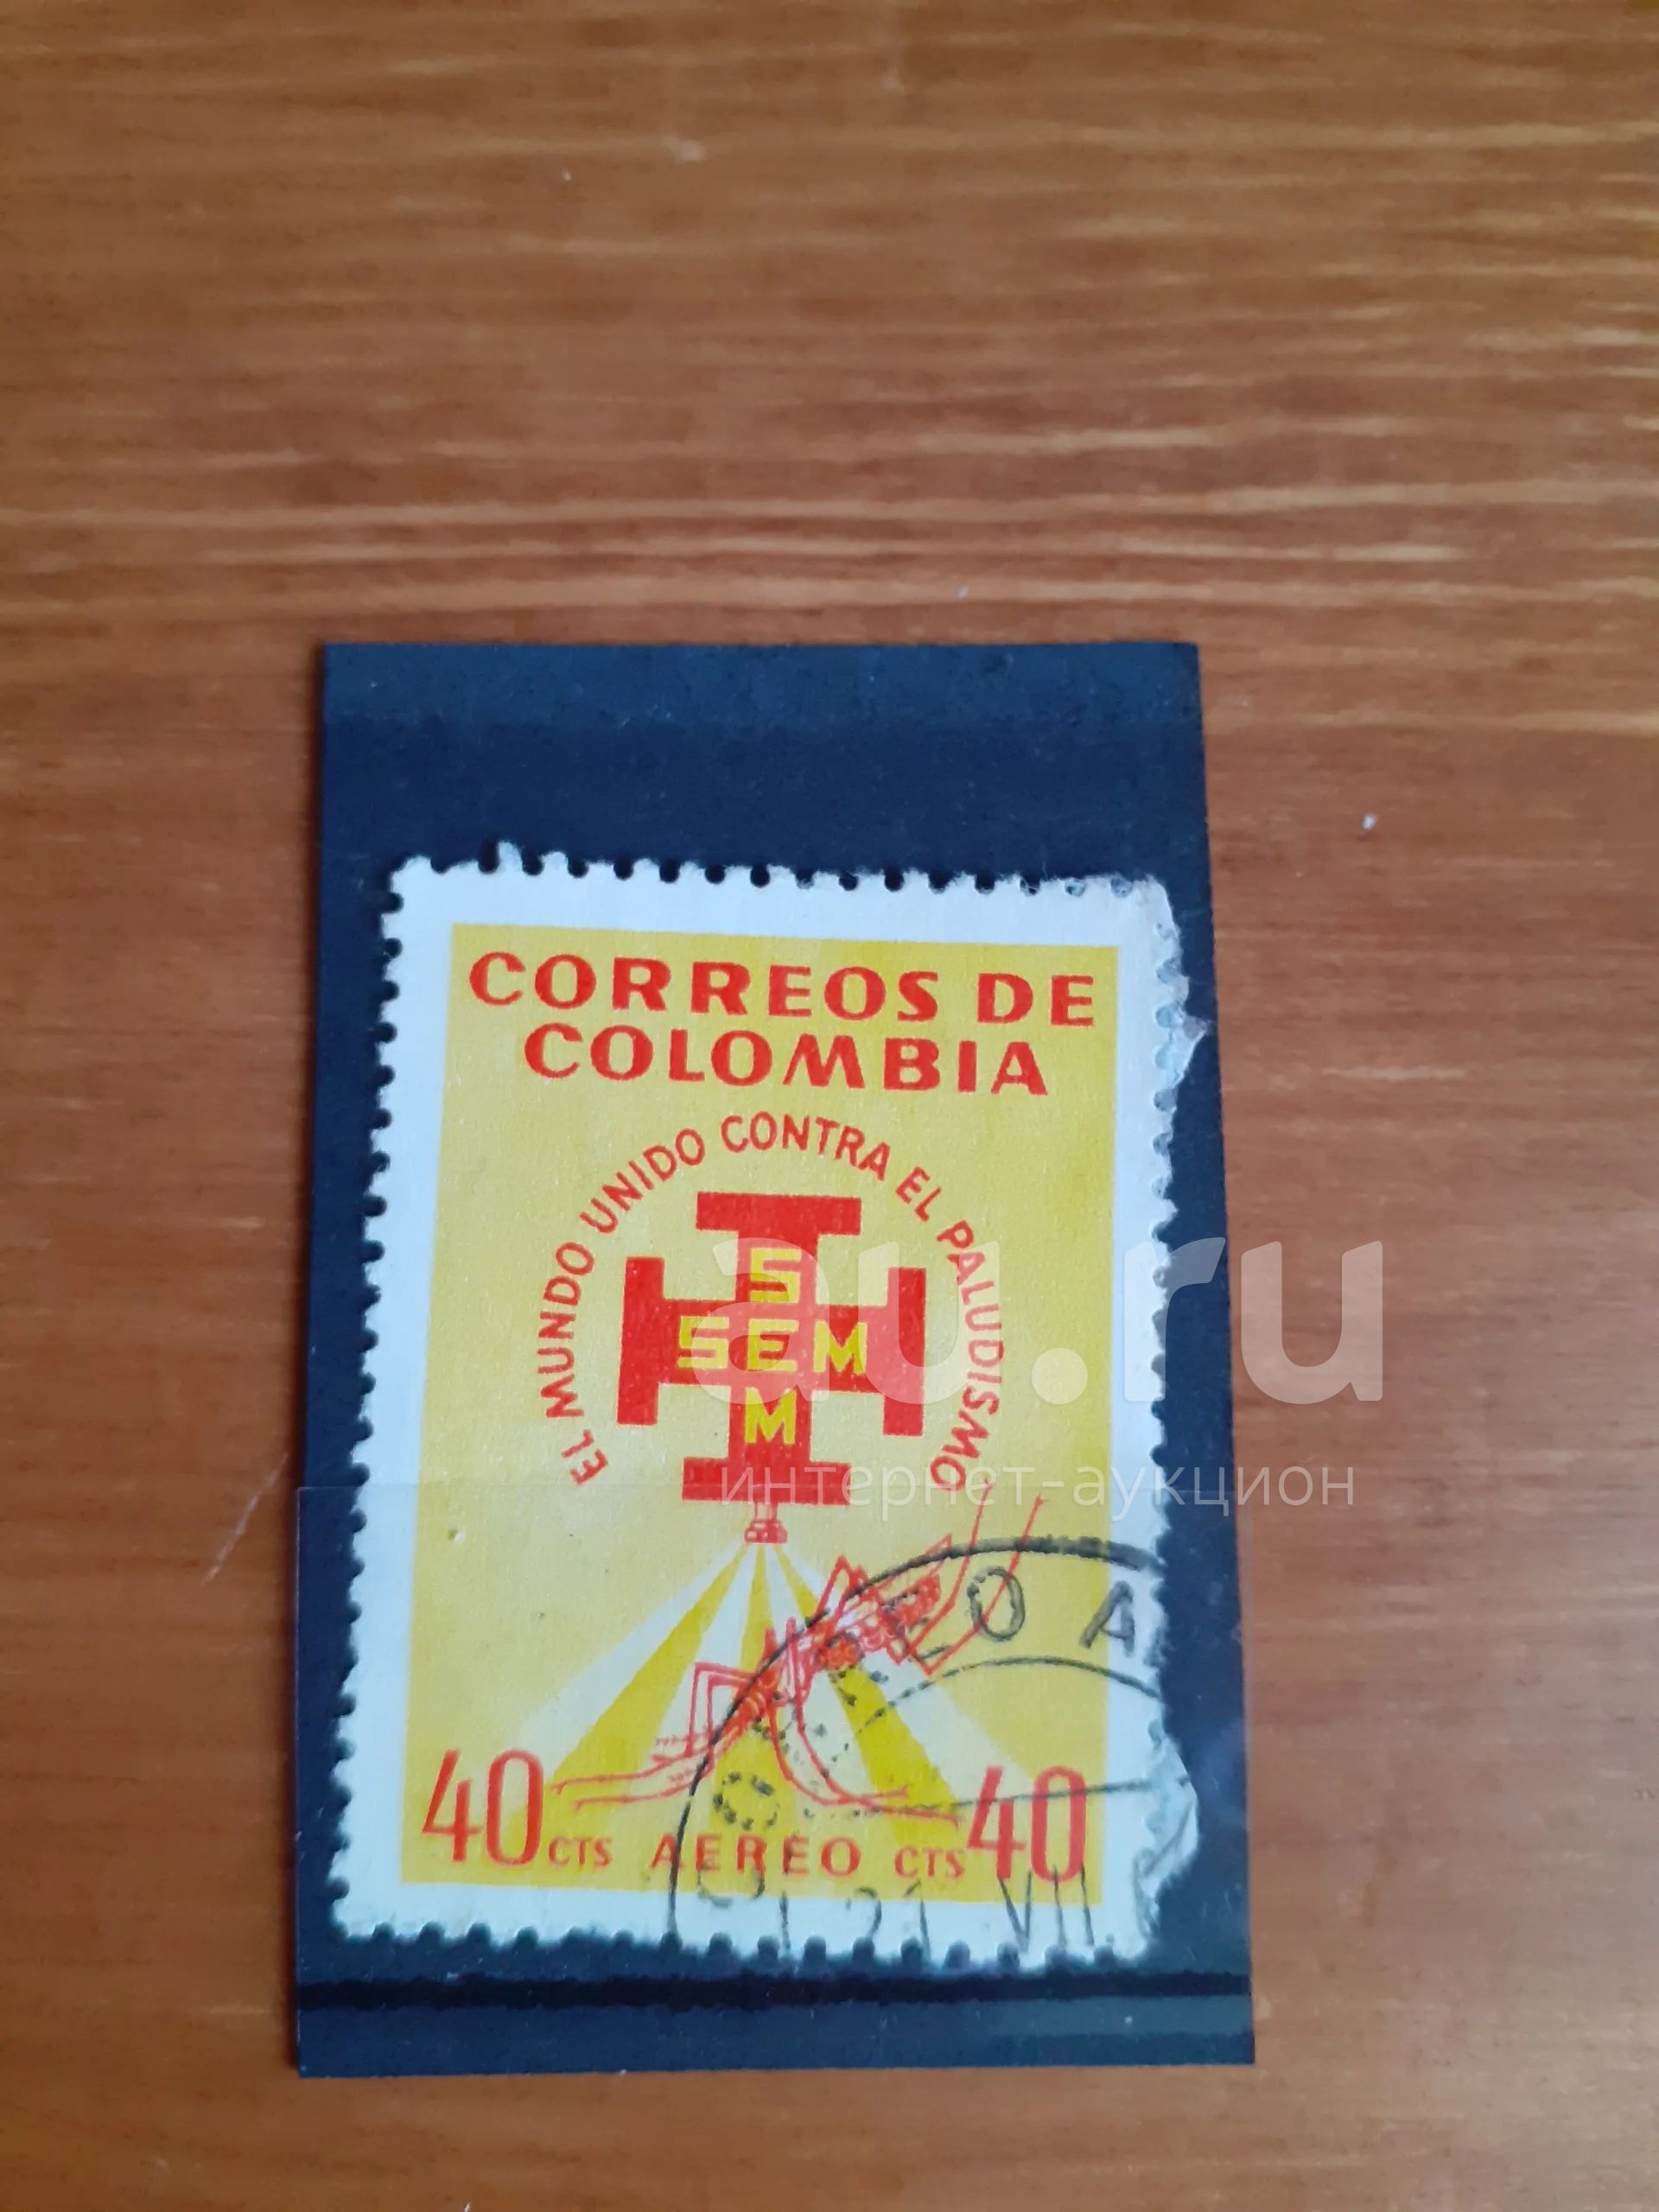 CORREOS DE
COLOMBIA
EL MUNDO UNIDO CONTRA EL PALUDISMO
S
SEM
M
au.ru
интернет-аукцион
40 CTS AEREO CTS 40
VII